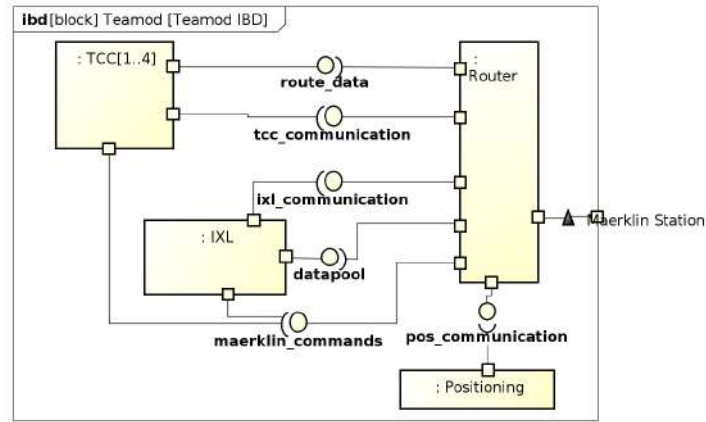 ibd [block] Teamod [Teamod IBD]
: TCC[1..4]
:
Router
route_data
tcc_communication
ixl_communication
Maerklin Station
: IXL
datapool
maerklin_commands
pos_communication
: Positioning